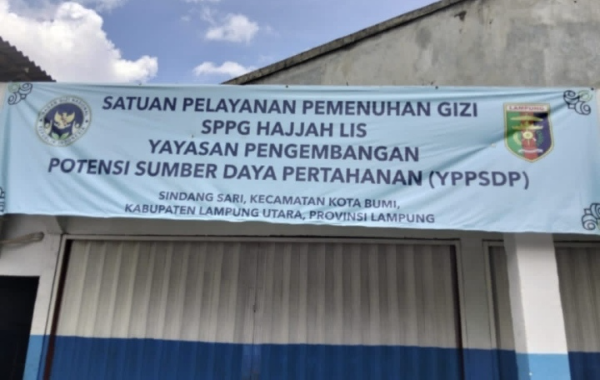 SATUAN PELAYANAN PEMENUHAN GIZI
SPPG HAJJAH LIS
YAYASAN PENGEMBANGAN
POTENSI SUMBER DAYA PERTAHANAN (YPPSDP)
SINDANG SARI, KECAMATAN KOTA BUMI,
KABUPATEN LAMPUNG UTARA, PROVINSI LAMPUNG
LAMPUNG